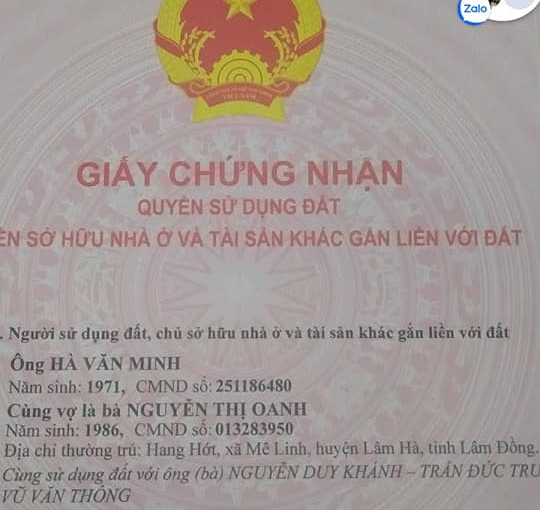 Zalo
GIẤY CHỨNG NHẬN
QUYỀN SỬ DỤNG ĐẤT
ỀN SỞ HỮU NHÀ Ở VÀ TÀI SẢN KHÁC GẮN LIỀN VỚI ĐẤT
. Người sử dụng đất, chủ sở hữu nhà ở và tài sản khác gắn liền với đất
Ông HÀ VĂN MINH
Năm sinh: 1971, CMND số: 251186480
Cùng vợ là bà NGUYỄN THỊ OANH
Năm sinh: 1986, CMND số: 013283950
Địa chỉ thường trú: Hang Hớt, xã Mê Linh, huyện Lâm Hà, tỉnh Lâm Đồng.
Cùng sử dụng đất với ông (bà) NGUYỄN DUY KHÁNH – TRẦN ĐỨC TRU
VŨ VĂN THÔNG